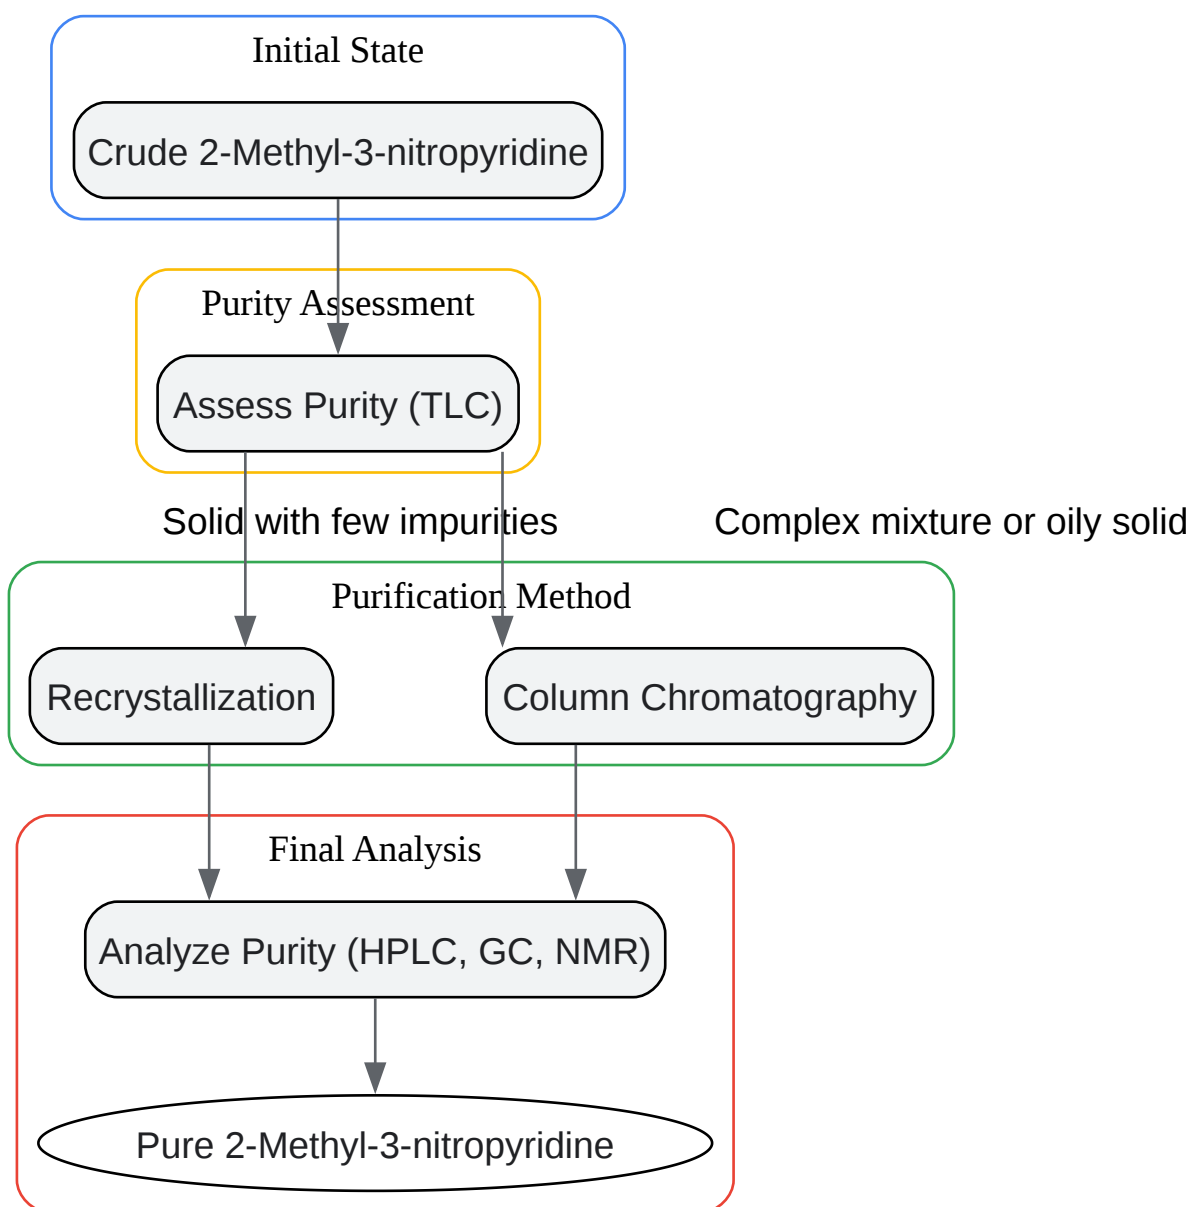 Initial State
Crude 2-Methyl-3-nitropyridine
Purity Assessment
Assess Purity (TLC)
Solid with few impurities
Complex mixture or oily solid
Purification Method
Recrystallization
Column Chromatography
Final Analysis
Analyze Purity (HPLC, GC, NMR)
Pure 2-Methyl-3-nitropyridine